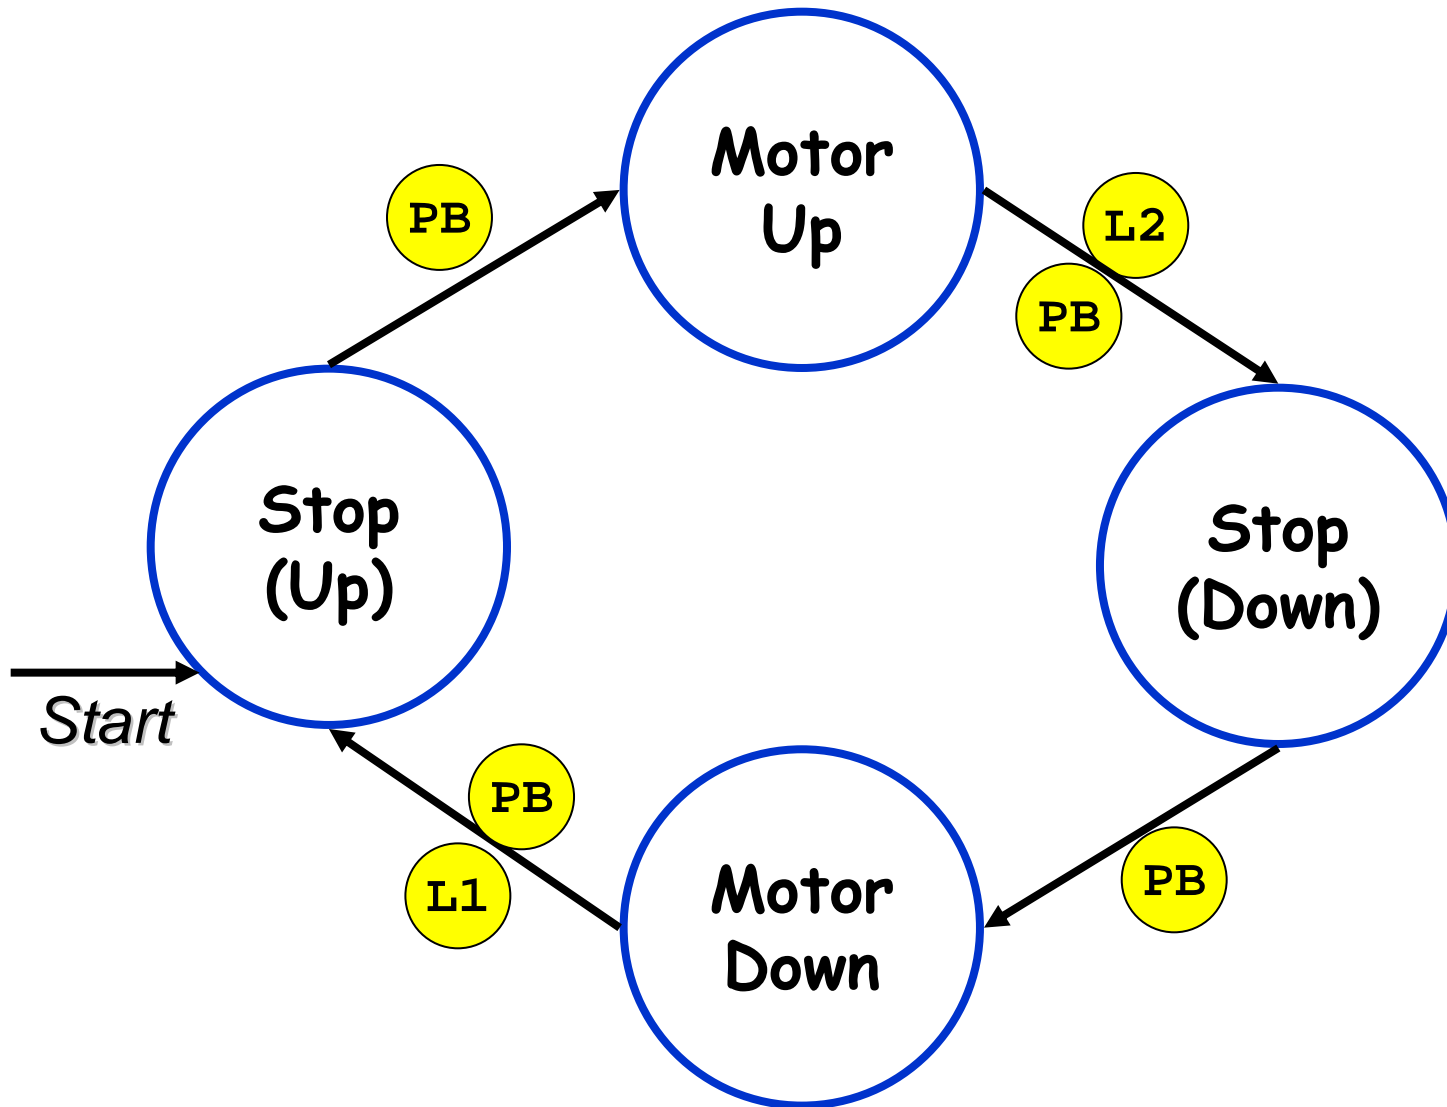 Motor
Up
PB
L2
PB
Stop
(Up)
Stop
(Down)
Start
PB
L1
Motor
Down
PB